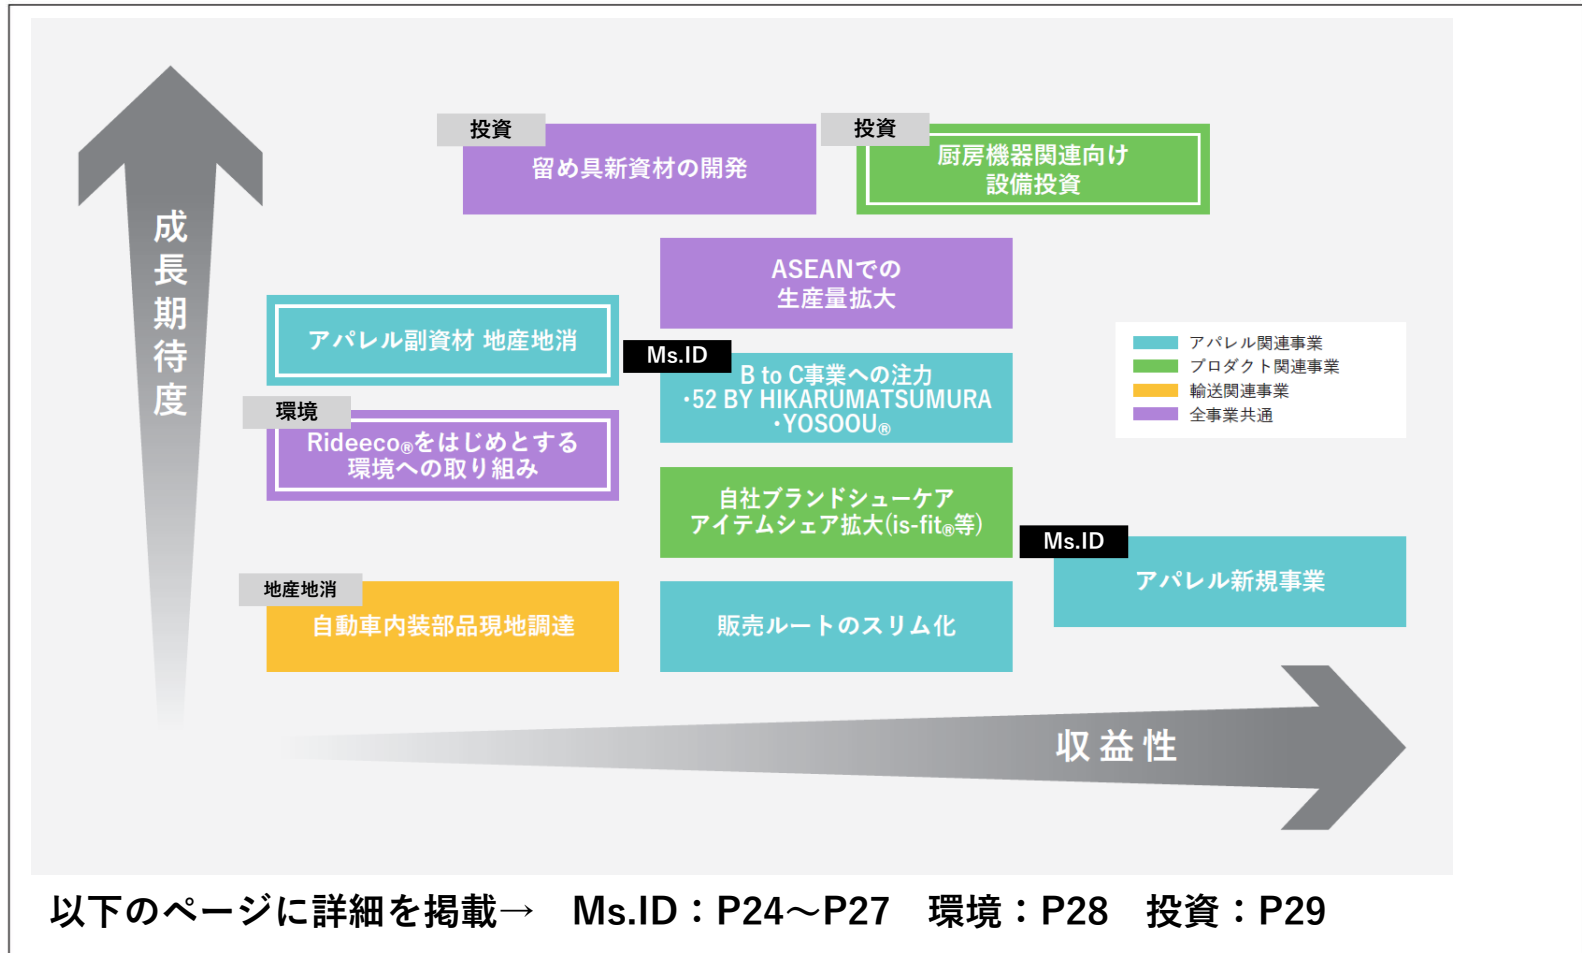 成長期待度
投資
留め具新資材の開発
投資
厨房機器関連向け
設備投資
ASEANでの
生産量拡大
アパレル副資材 地産地消
Ms.ID
B to C事業への注力
・52 BY HIKARUMATSUMURA
・YOSOOU®
アパレル関連事業
プロダクト関連事業
輸送関連事業
全事業共通
環境
Rideeco®をはじめとする
環境への取り組み
自社ブランドシューケア
アイテムシェア拡大(is-fit®等)
Ms.ID
アパレル新規事業
地産地消
自動車内装部品現地調達
販売ルートのスリム化
収益性
以下のページに詳細を掲載→　Ms.ID：P24～P27　環境：P28　投資：P29